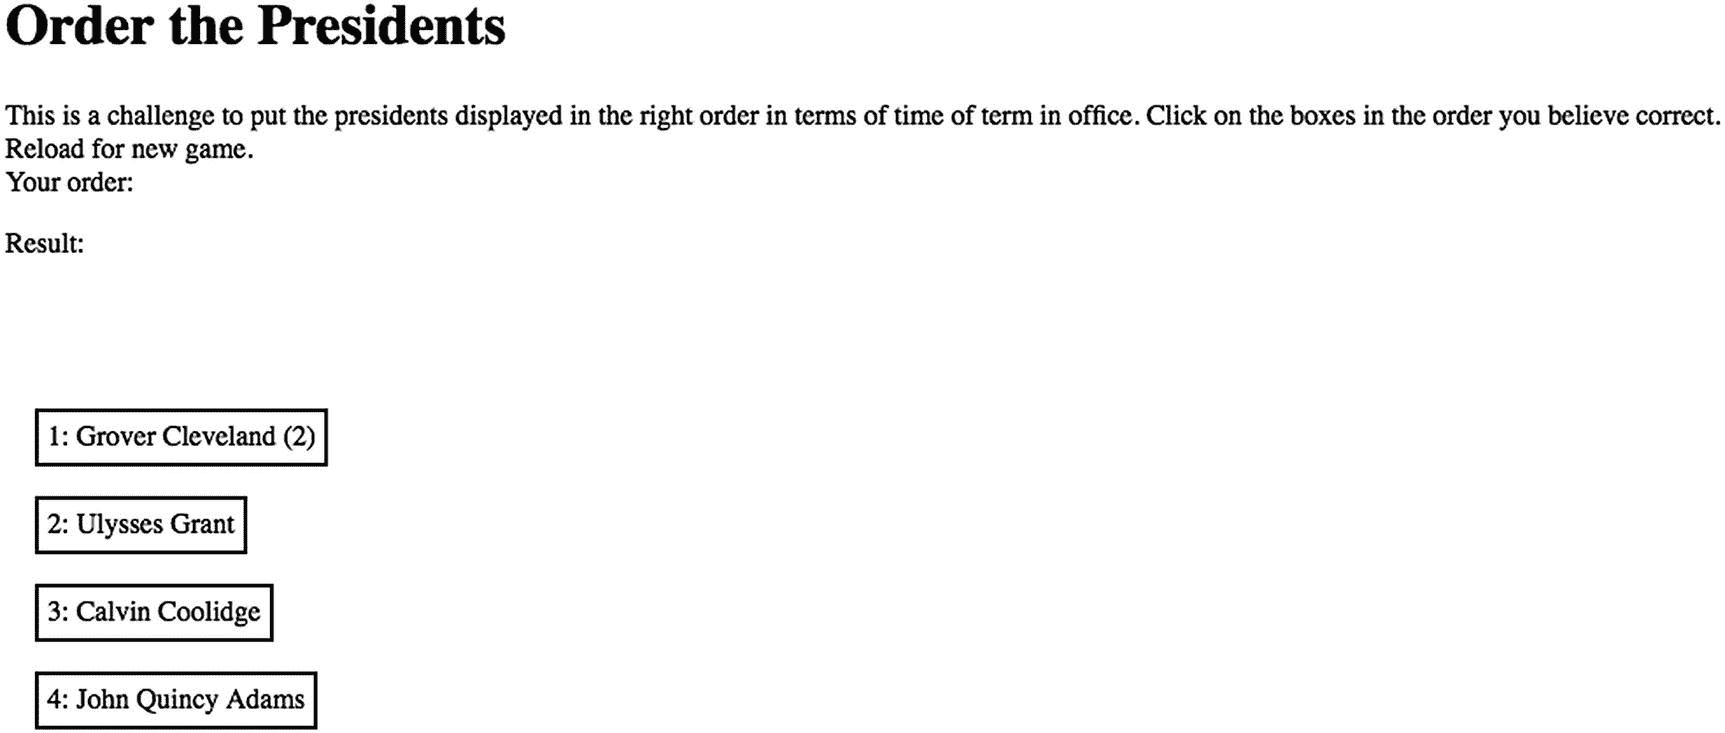 Order the Presidents
This is a challenge to put the presidents displayed in the right order in terms of time of term in office. Click on the boxes in the order you believe correct.
Reload for new game.
Your order:
Result:
1: Grover Cleveland (2)
2: Ulysses Grant
3: Calvin Coolidge
4: John Quincy Adams